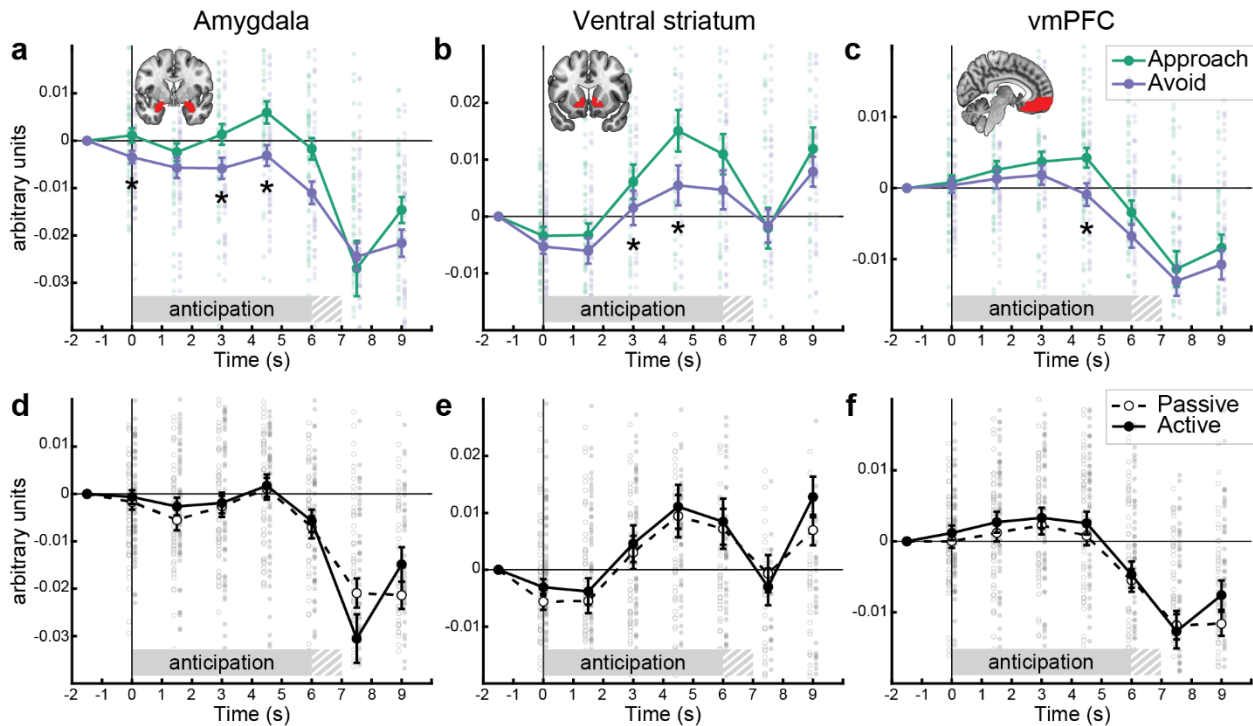 Amygdala Ventral striatum vmPFC
a b c
Approach
Avoid
arbitrary units
0.01
0
-0.01
-0.02
-0.03
0.02
0.01
0
-0.01
0.01
0
-0.01
* * *
* *
*
anticipation anticipation anticipation
-2 -1 0 1 2 3 4 5 6 7 8 9
-2 -1 0 1 2 3 4 5 6 7 8 9
-2 -1 0 1 2 3 4 5 6 7 8 9
Time (s) Time (s) Time (s)
d e f
Passive
Active
arbitrary units
0.01
0
-0.01
-0.02
-0.03
0.02
0.01
0
-0.01
0.01
0
-0.01
anticipation anticipation anticipation
-2 -1 0 1 2 3 4 5 6 7 8 9
-2 -1 0 1 2 3 4 5 6 7 8 9
-2 -1 0 1 2 3 4 5 6 7 8 9
Time (s) Time (s) Time (s)